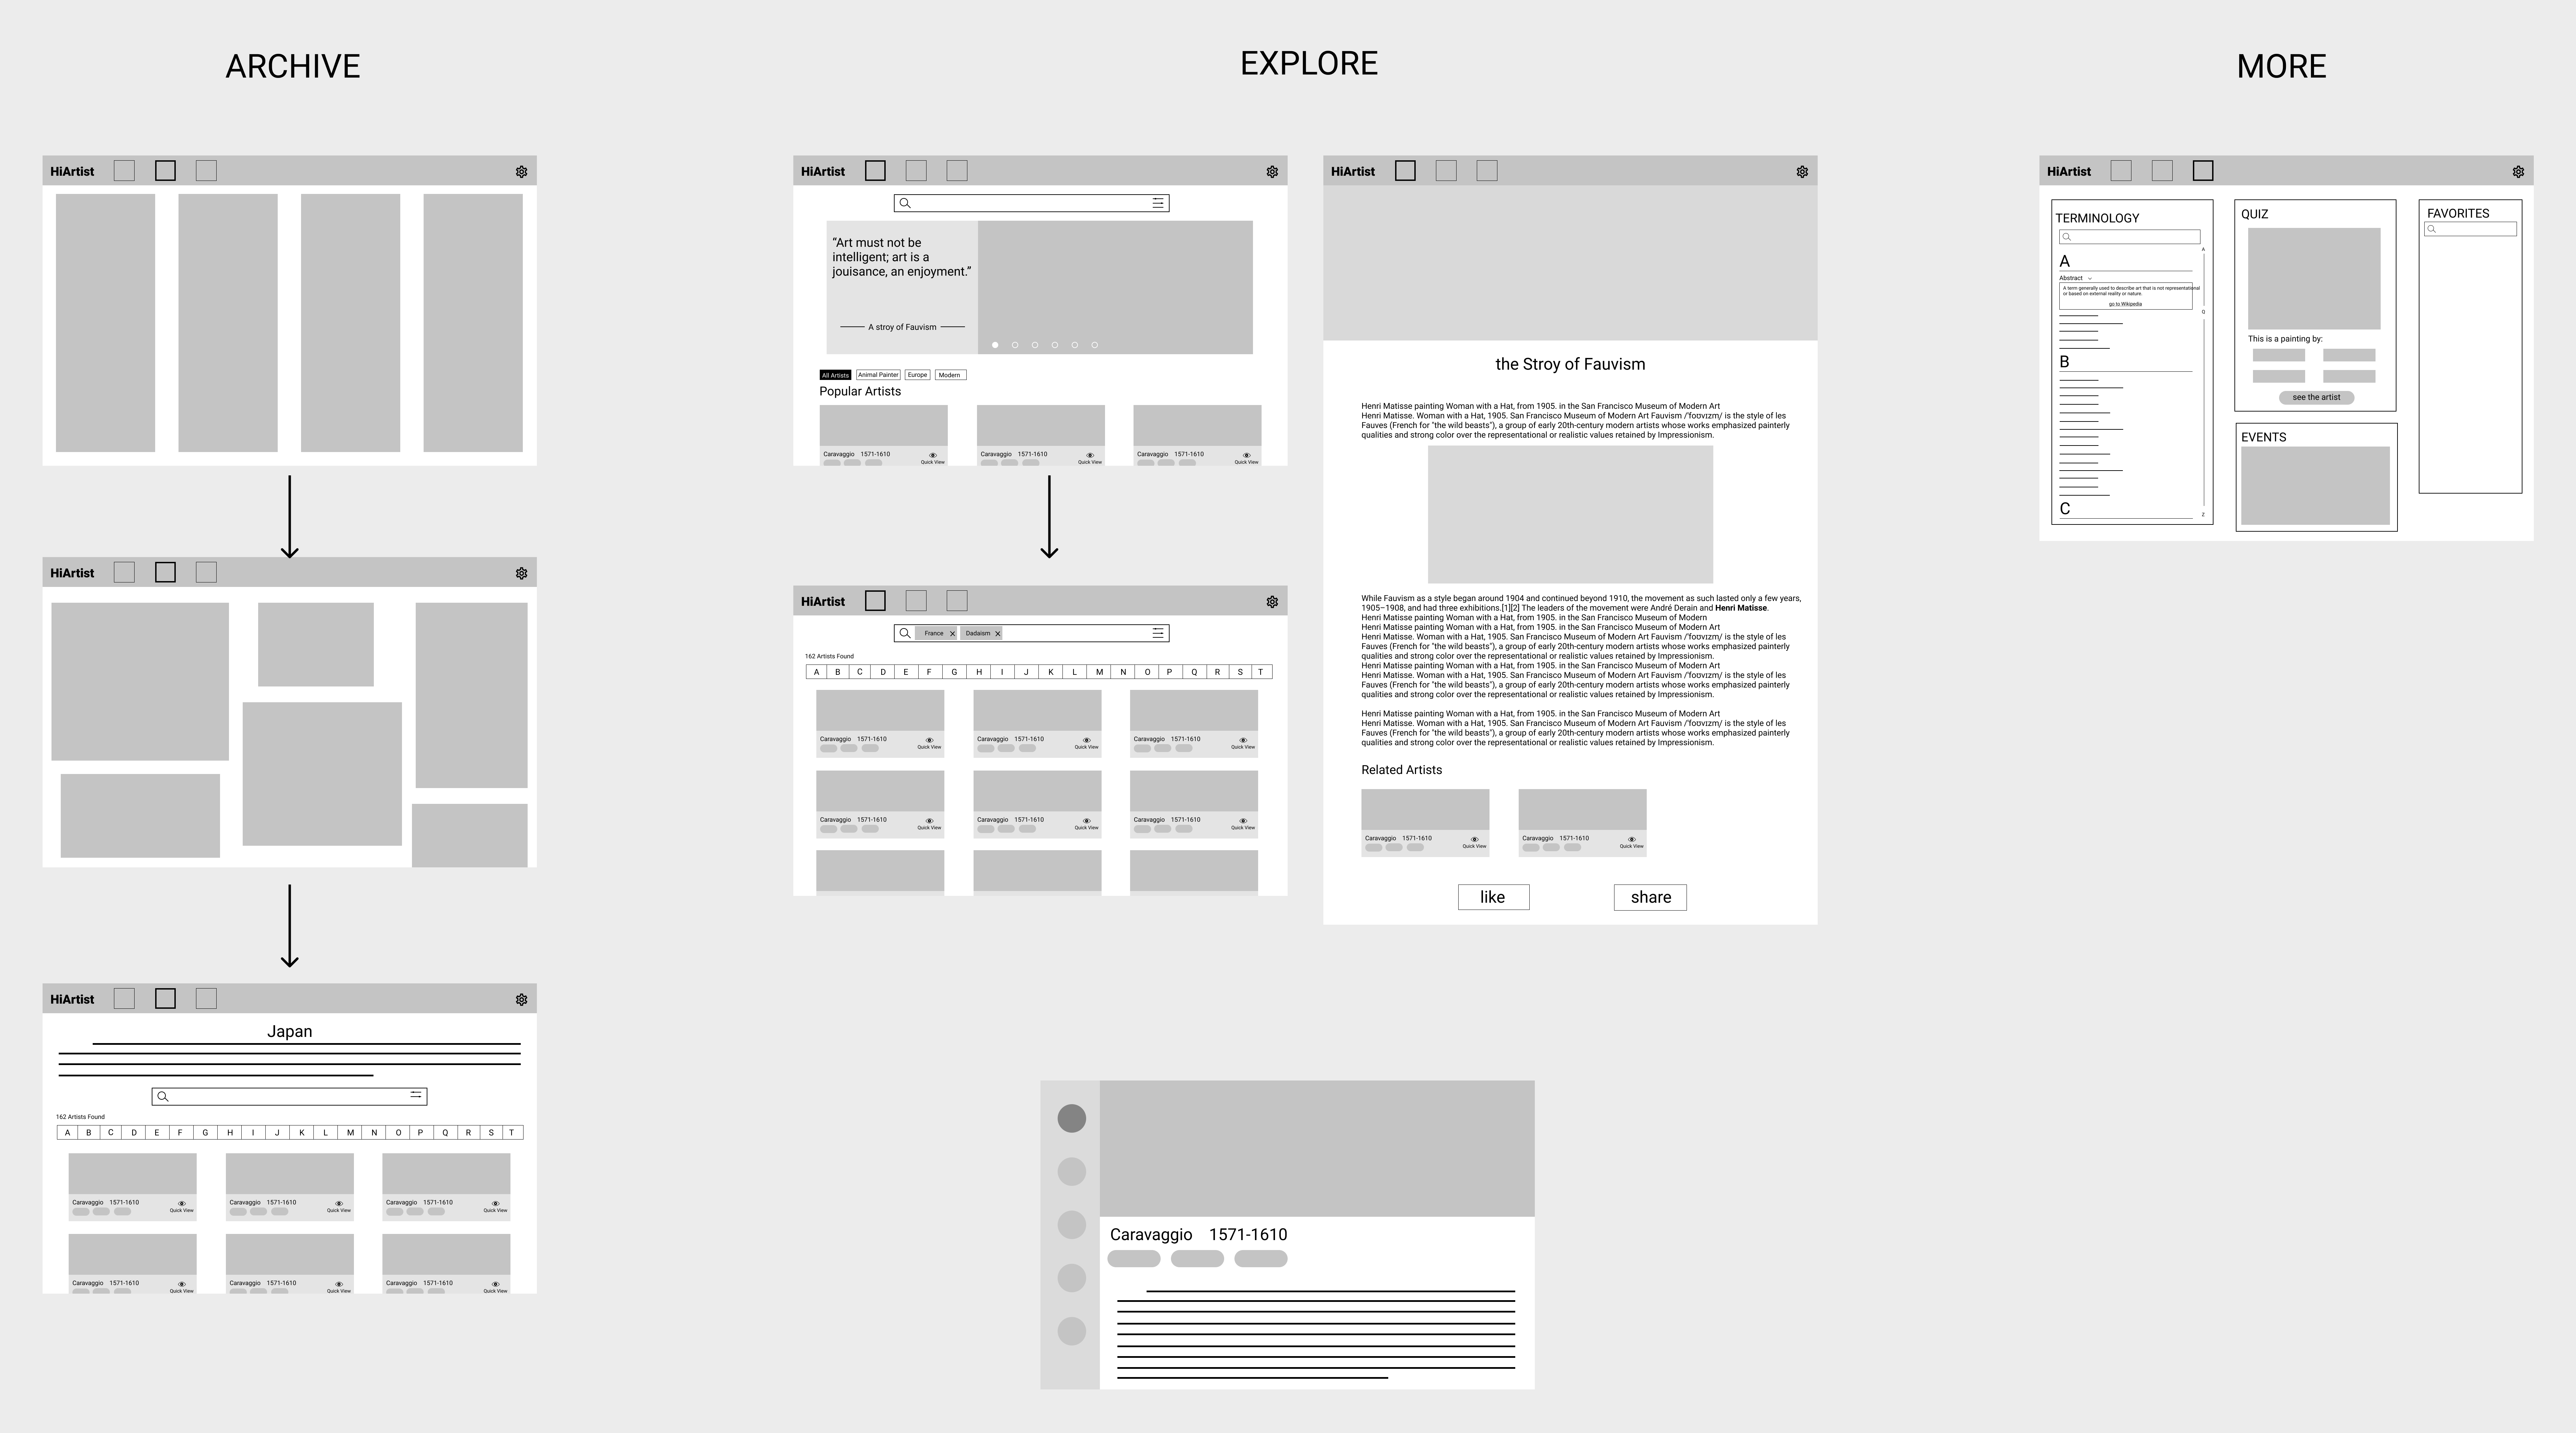 ARCHIVE
EXPLORE
MORE
HiArtist
HiArtist
Japan
162 Artists Found
A B C D E F G H I J K L M N O P Q R S T
Caravaggio 1571-1610 Quick View
Caravaggio 1571-1610 Quick View
Caravaggio 1571-1610 Quick View
Caravaggio 1571-1610 Quick View
Caravaggio 1571-1610 Quick View
Caravaggio 1571-1610 Quick View
HiArtist
HiArtist
“Art must not be
intelligent; art is a
jouisance, an enjoyment.”
A stroy of Fauvism
All Artists Animal Painter Europe Modern
Popular Artists
Caravaggio 1571-1610 Quick View
Caravaggio 1571-1610 Quick View
Caravaggio 1571-1610 Quick View
HiArtist
France Dadaism
162 Artists Found
A B C D E F G H I J K L M N O P Q R S T
Caravaggio 1571-1610 Quick View
Caravaggio 1571-1610 Quick View
Caravaggio 1571-1610 Quick View
Caravaggio 1571-1610 Quick View
Caravaggio 1571-1610 Quick View
Caravaggio 1571-1610 Quick View
HiArtist
the Stroy of Fauvism
Henri Matisse painting Woman with a Hat, from 1905. in the San Francisco Museum of Modern Art
Henri Matisse. Woman with a Hat, 1905. San Francisco Museum of Modern Art Fauvism /ˈfoʊvɪzm/ is the style of les
Fauves (French for "the wild beasts"), a group of early 20th-century modern artists whose works emphasized painterly
qualities and strong color over the representational or realistic values retained by Impressionism.
While Fauvism as a style began around 1904 and continued beyond 1910, the movement as such lasted only a few years,
1905–1908, and had three exhibitions.[1][2] The leaders of the movement were André Derain and Henri Matisse.
Henri Matisse painting Woman with a Hat, from 1905. in the San Francisco Modern
Henri Matisse painting Woman with a Hat, from 1905. in the San Francisco Museum of Modern Art
Henri Matisse. Woman with a Hat, 1905. San Francisco Museum of Modern Art Fauvism /ˈfoʊvɪzm/ is the style of les
Fauves (French for "the wild beasts"), a group of early 20th-century modern artists whose works emphasized painterly
qualities and strong color over the representational or realistic values retained by Impressionism.
Henri Matisse painting Woman with a Hat, from 1905. in the San Francisco Museum of Modern Art
Henri Matisse. Woman with a Hat, 1905. San Francisco Museum of Modern Art Fauvism /ˈfoʊvɪzm/ is the style of les
Fauves (French for "the wild beasts"), a group of early 20th-century modern artists whose works emphasized painterly
qualities and strong color over the representational or realistic values retained by Impressionism.
Henri Matisse painting Woman with a Hat, from 1905. in the San Francisco Museum of Modern Art
Henri Matisse. Woman with a Hat, 1905. San Francisco Museum of Modern Art Fauvism /ˈfoʊvɪzm/ is the style of les
Fauves (French for "the wild beasts"), a group of early 20th-century modern artists whose works emphasized painterly
qualities and strong color over the representational or realistic values retained by Impressionism.
Related Artists
Caravaggio 1571-1610 Quick View
Caravaggio 1571-1610 Quick View
like
share
Caravaggio 1571-1610
HiArtist
TERMINOLOGY
A
Abstract
A term generally used to describe art that is not representational
or based on external reality or nature.
go to Wikipedia
B
C
A
Q
Z
QUIZ
This is a painting by:
see the artist
EVENTS
FAVORITES